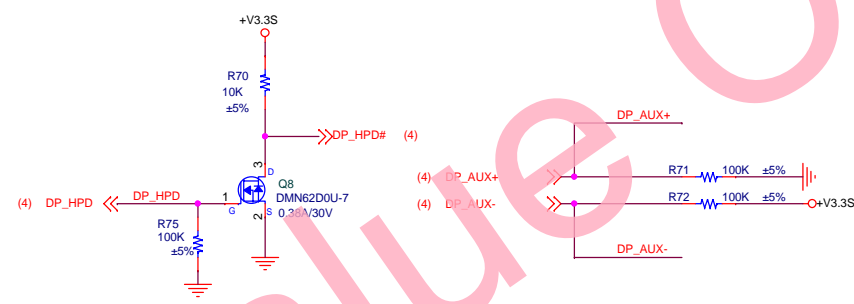 +V3.3S
R70
10K
±5%
DP_HPD# (4)
3
D
Q8
DMN62D0U-7
0.38A/30V
1
G
S
2
(4) DP_HPD
DP_HPD
R75
100K
±5%
DP_AUX+
(4) DP_AUX+
R71 100K ±5%
(4) DP_AUX-
R72 100K ±5%
+V3.3S
DP_AUX-